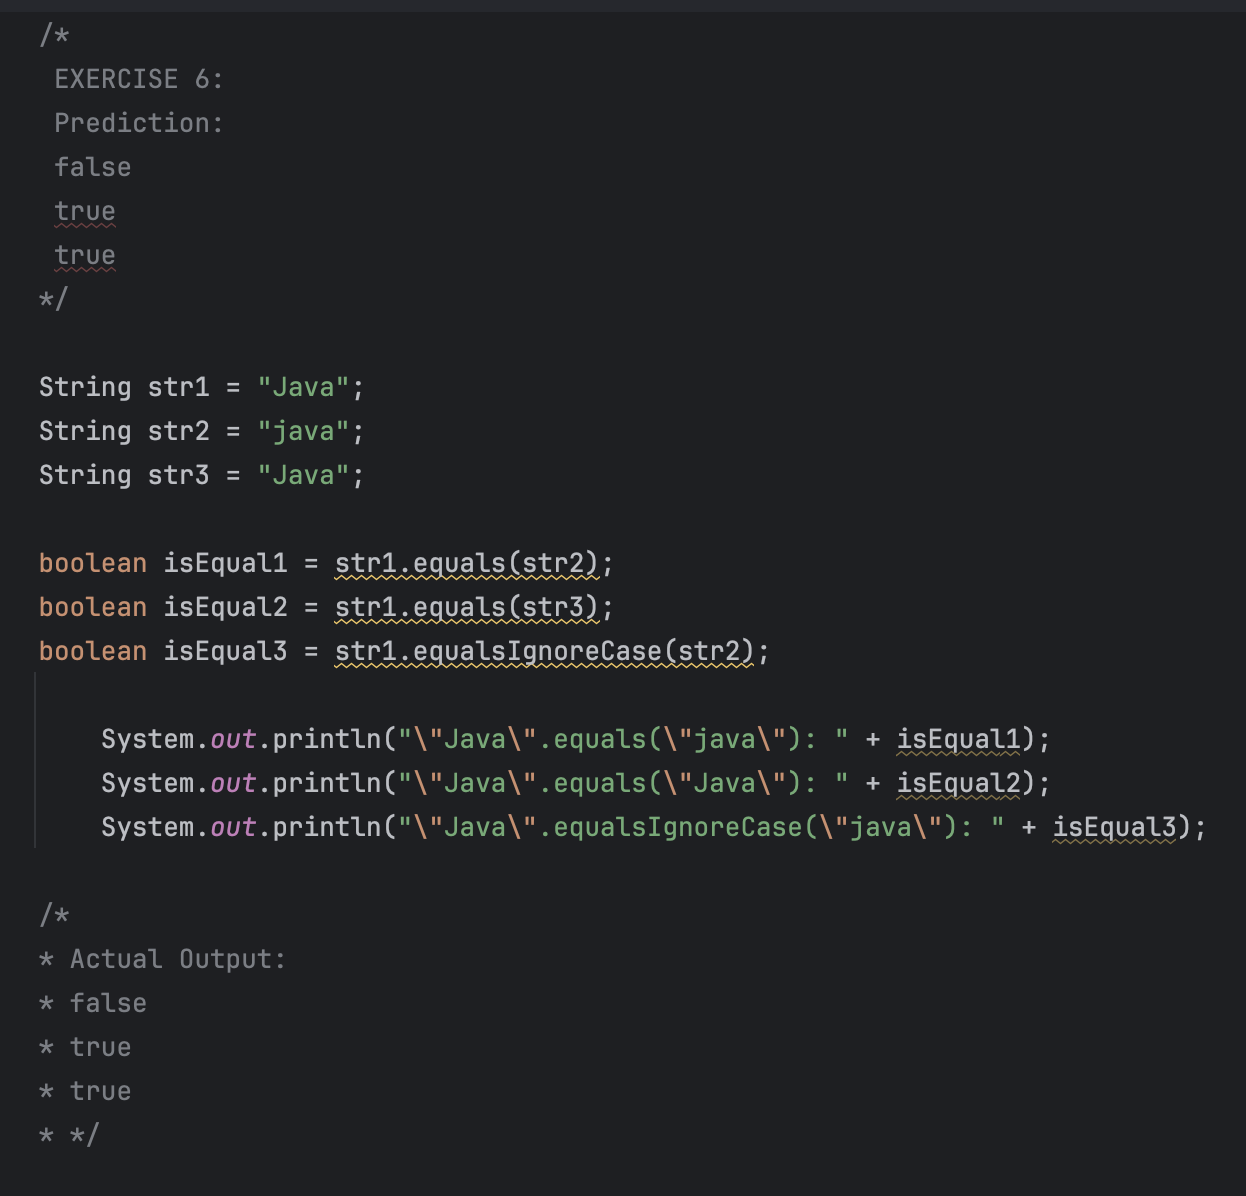 /*
EXERCISE 6:
Prediction:
false
true
true
*/
String str1 = "Java";
String str2 = "java";
String str3 = "Java";
boolean isEqual1 = str1.equals(str2);
boolean isEqual2 = str1.equals(str3);
boolean isEqual3 = str1.equalsIgnoreCase(str2);
System.out.println("\"Java\".equals(\"java\"): " + isEqual1);
System.out.println("\"Java\".equals(\"Java\"): " + isEqual2);
System.out.println("\"Java\".equalsIgnoreCase(\"java\"): " + isEqual3);
/*
* Actual Output:
* false
* true
* true
* */